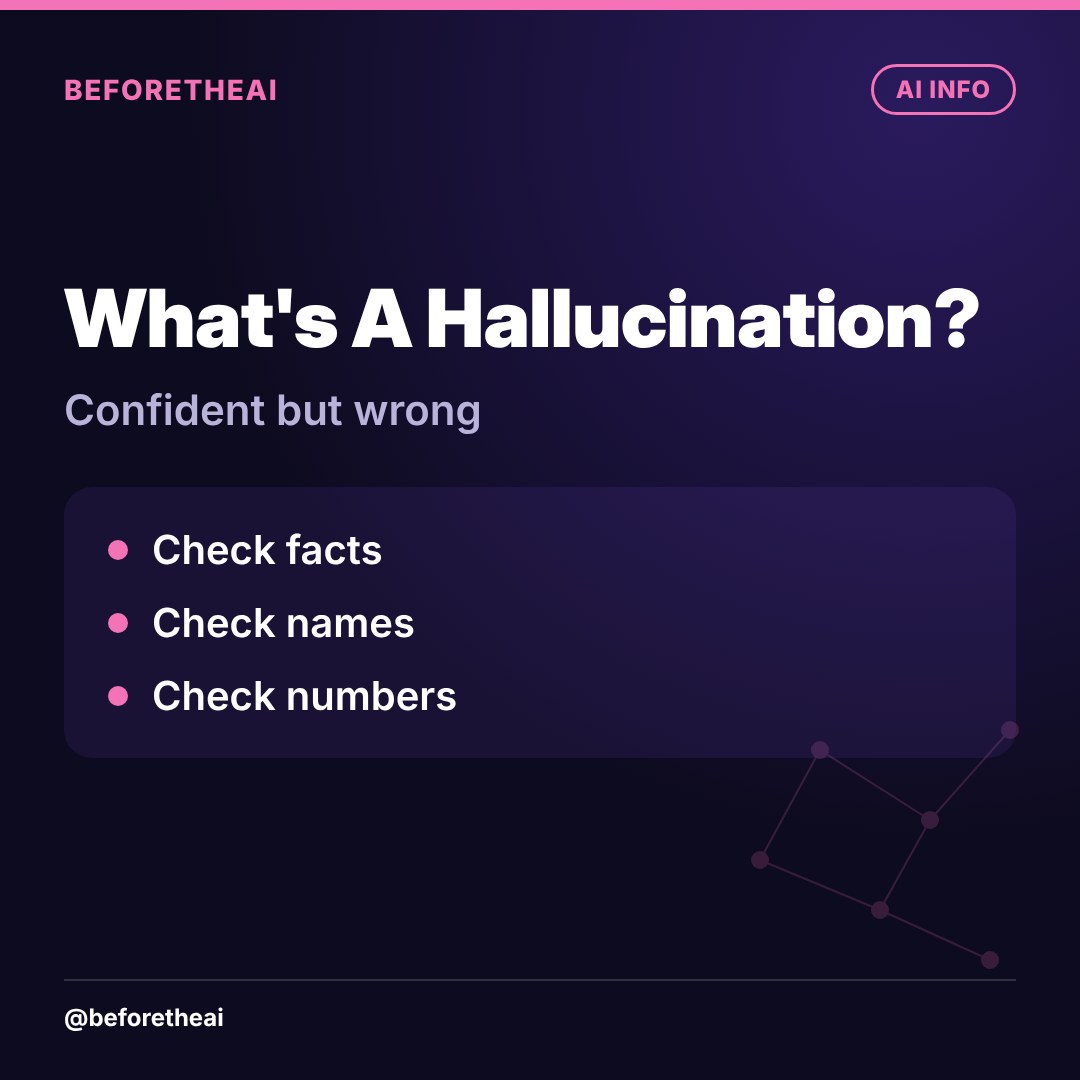 BEFORETHEAI
AI INFO
What's A Hallucination?
Confident but wrong
Check facts
Check names
Check numbers
@beforetheai